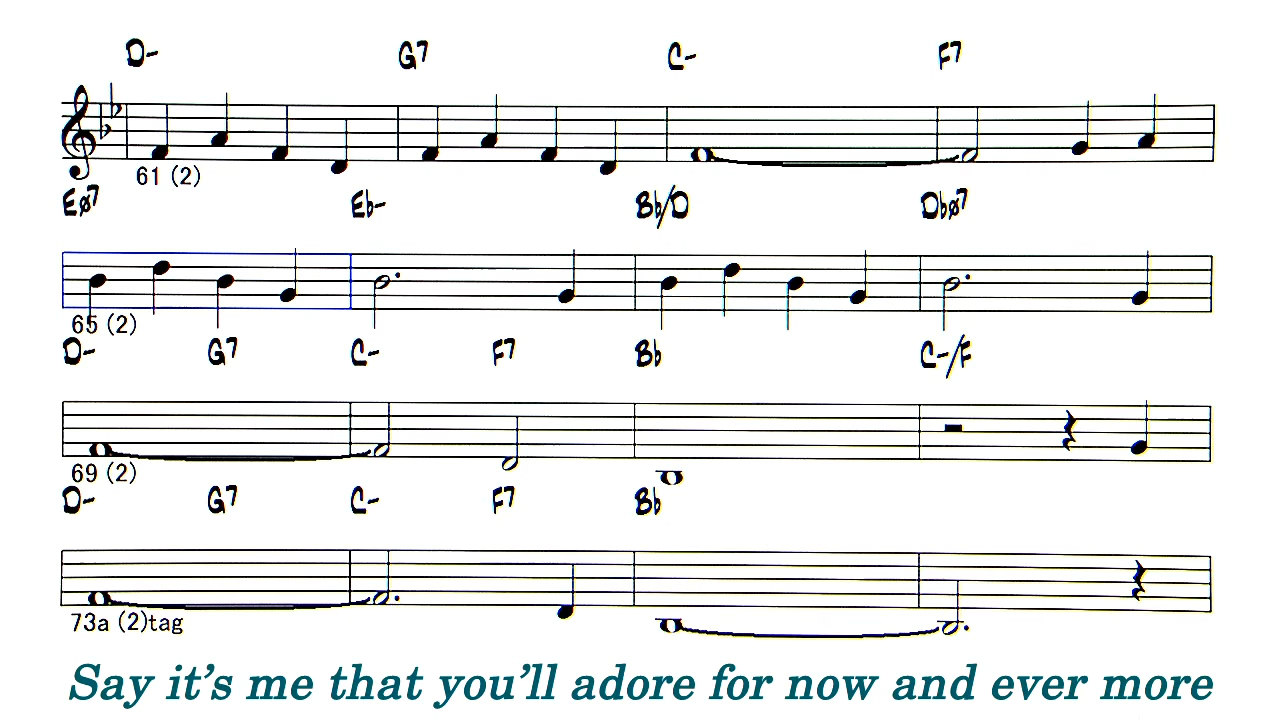 D- G7 C- F7
61 (2)
Eø7 Eb- Bb/D Dbø7
65 (2)
D- G7 C- F7 Bb C-/F
69 (2)
D- G7 C- F7 Bb
73a (2)tag
Say it's me that you'll adore for now and ever more